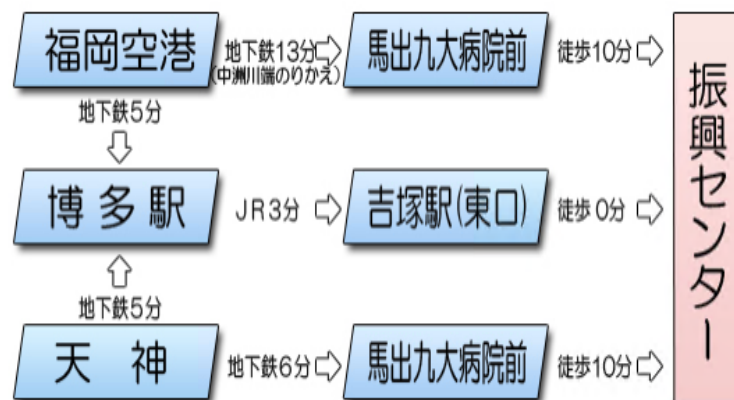 福岡空港
地下鉄13分
(中洲川端のりかえ)
馬出九大病院前
徒歩10分
地下鉄5分
博多駅
JR3分
吉塚駅(東口)
徒歩0分
地下鉄5分
天神
地下鉄6分
馬出九大病院前
徒歩10分
振興センター